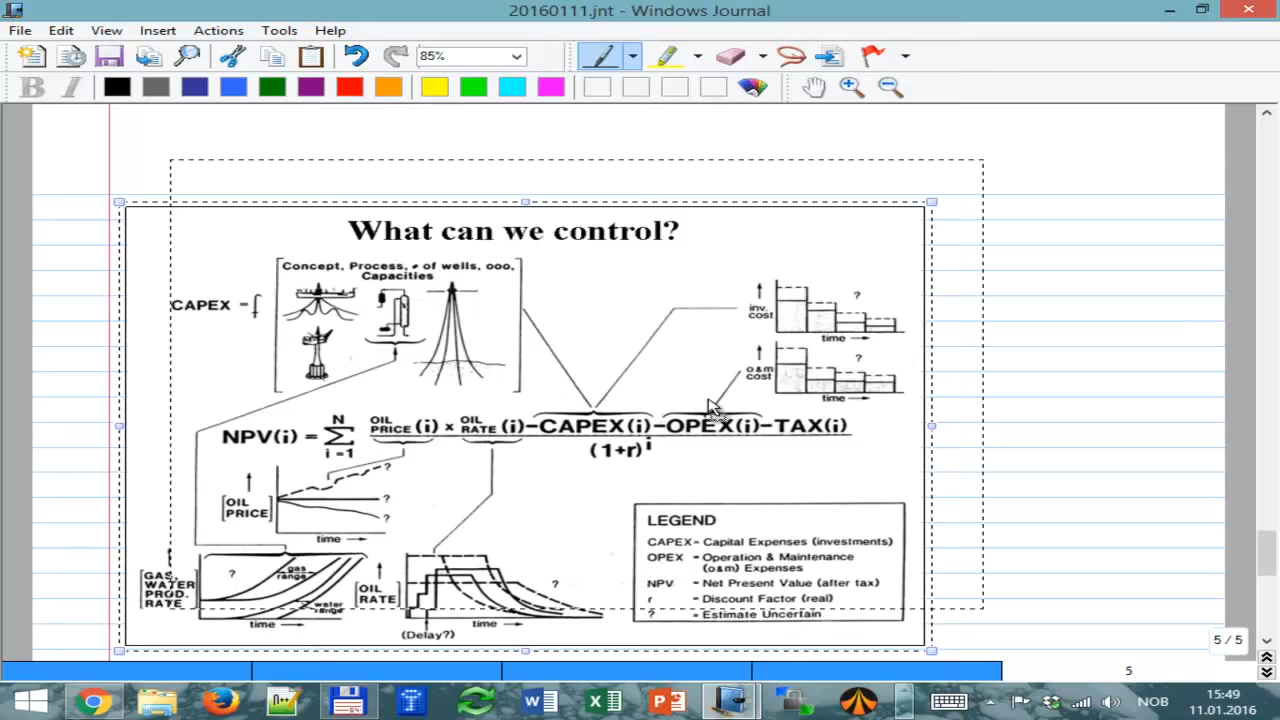 20160111.jnt - Windows Journal
File Edit View Insert Actions Tools Help
85%
B I
What can we control?
Concept, Process, • of wells, ooo,
Capacities
CAPEX = f
inv.
cost
?
time
o&m
cost
?
time
NPV(i) = N Σ i = 1 OIL PRICE (i) x OIL RATE (i) - CAPEX(i) - OPEX(i) - TAX(i)
(1+r)i
OIL
PRICE
?
?
?
time
GAS,
WATER
PROD.
RATE
?
gas
range
water
range
time
OIL
RATE
?
(Delay?)
time
LEGEND
CAPEX - Capital Expenses (investments)
OPEX = Operation & Maintenance
(o&m) Expenses
NPV = Net Present Value (after tax)
r = Discount Factor (real)
? = Estimate Uncertain
5 / 5
5
NOB
15:49
11.01.2016